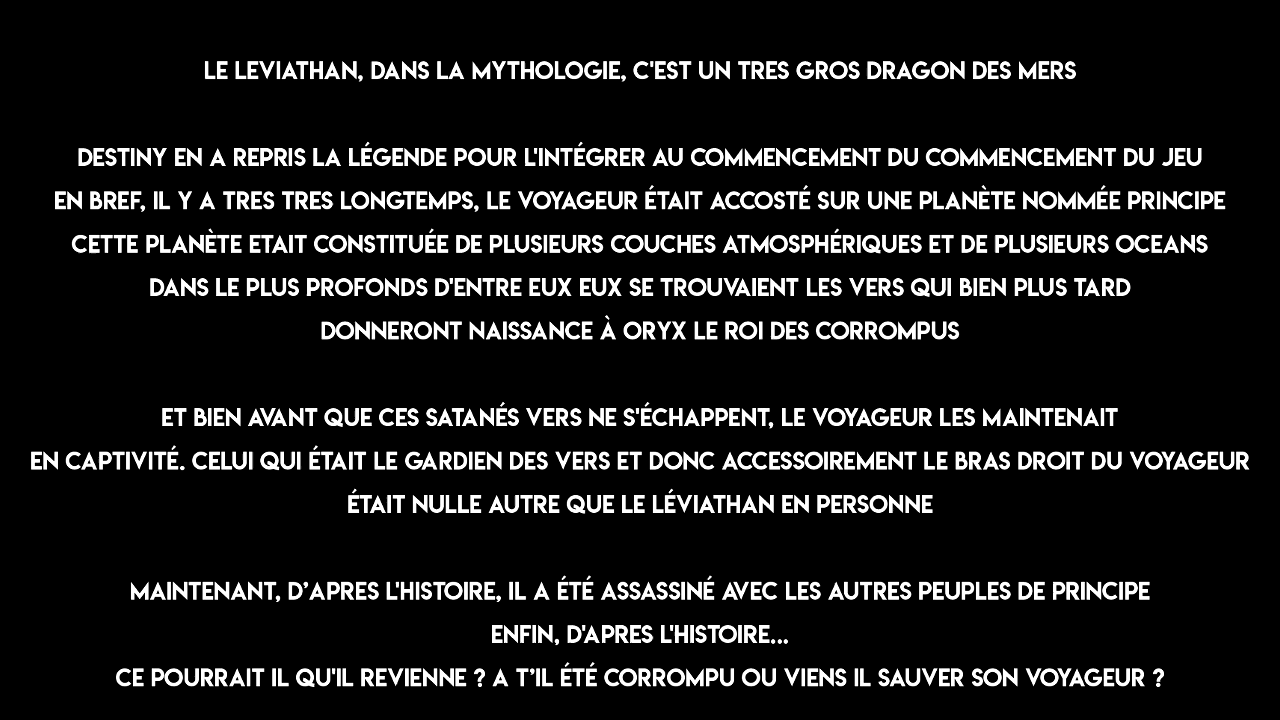 LE LEVIATHAN, DANS LA MYTHOLOGIE, C'EST UN TRES GROS DRAGON DES MERS
DESTINY EN A REPRIS LA LÉGENDE POUR L'INTÉGRER AU COMMENCEMENT DU COMMENCEMENT DU JEU
EN BREF, IL Y A TRES TRES LONGTEMPS, LE VOYAGEUR ÉTAIT ACCOSTÉ SUR UNE PLANÈTE NOMMÉE PRINCIPE
CETTE PLANÈTE ETAIT CONSTITUÉE DE PLUSIEURS COUCHES ATMOSPHÉRIQUES ET DE PLUSIEURS OCEANS
DANS LE PLUS PROFONDS D'ENTRE EUX EUX SE TROUVAIENT LES VERS QUI BIEN PLUS TARD
DONNERONT NAISSANCE À ORYX LE ROI DES CORROMPUS
ET BIEN AVANT QUE CES SATANÉS VERS NE S'ÉCHAPPENT, LE VOYAGEUR LES MAINTENAIT
EN CAPTIVITÉ. CELUI QUI ÉTAIT LE GARDIEN DES VERS ET DONC ACCESSOIREMENT LE BRAS DROIT DU VOYAGEUR
ÉTAIT NULLE AUTRE QUE LE LÉVIATHAN EN PERSONNE
MAINTENANT, D’APRES L'HISTOIRE, IL A ÉTÉ ASSASSINÉ AVEC LES AUTRES PEUPLES DE PRINCIPE
ENFIN, D'APRES L'HISTOIRE...
CE POURRAIT IL QU'IL REVIENNE ? A T’IL ÉTÉ CORROMPU OU VIENS IL SAUVER SON VOYAGEUR ?